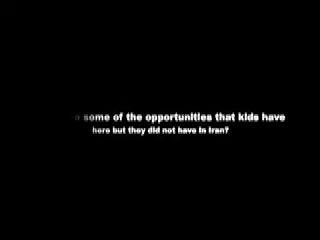 some of the opportunities that kids have
here but they did not have in Iran?